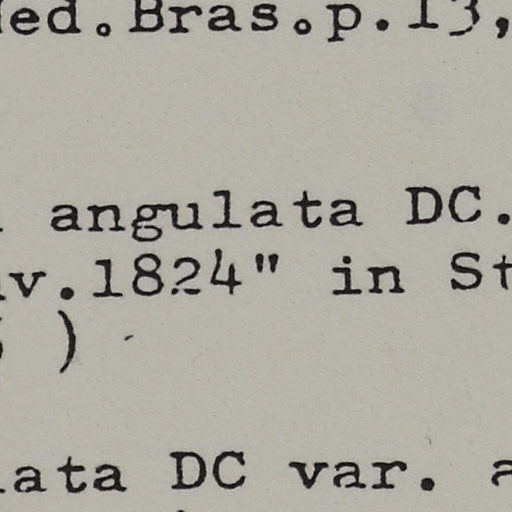 ed.Bras.p.13,
angulata DC.
v.1824" in St
)
ata DC var. a